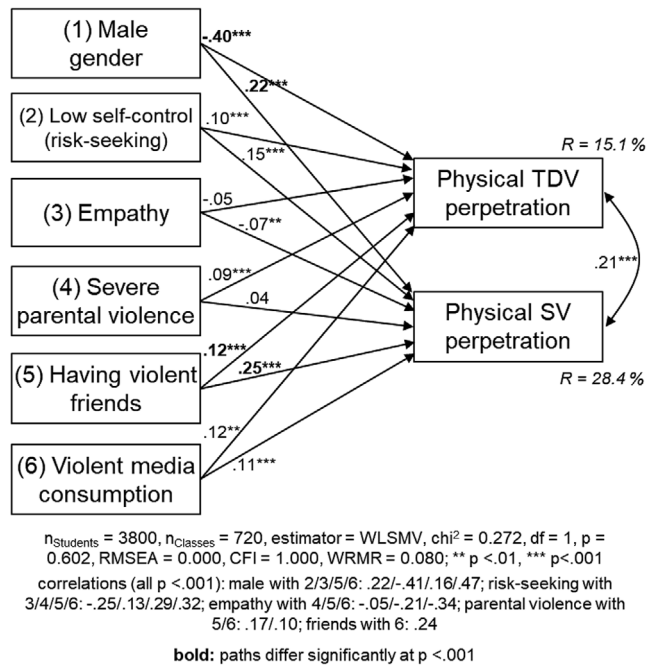 (1) Male
gender
-.40***
.22***
(2) Low self-control
(risk-seeking)
.10***
.15***
R = 15.1 %
Physical TDV
perpetration
(3) Empathy
-.05
-.07**
.21***
(4) Severe
parental violence
.09***
.04
Physical SV
perpetration
R = 28.4 %
(5) Having violent
friends
.12***
.25***
(6) Violent media
consumption
.12**
.11***
nStudents = 3800, nClasses = 720, estimator = WLSMV, chi² = 0.272, df = 1, p =
0.602, RMSEA = 0.000, CFI = 1.000, WRMR = 0.080; ** p <.01, *** p<.001
correlations (all p <.001): male with 2/3/5/6: .22/-.41/.16/.47; risk-seeking with
3/4/5/6: -.25/.13/.29/.32; empathy with 4/5/6: -.05/-.21/-.34; parental violence with
5/6: .17/.10; friends with 6: .24
bold: paths differ significantly at p <.001